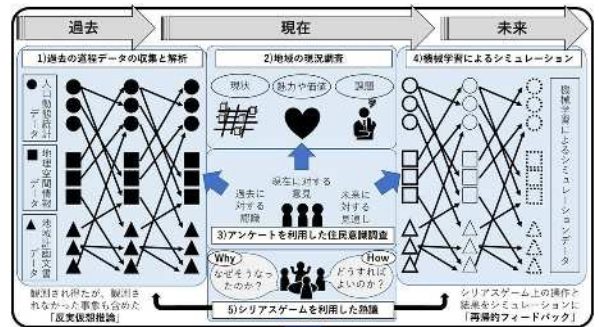 過去
現在
未来
1)過去の道程データの収集と解析
2)地域の現況調査
4)機械学習によるシミュレーション
人口動態統計
データ
地理空間情報
データ
地域計画文書
データ
現状
魅力や価値
課題
過去に
対する
認識
現在に対する
意見
未来に
対する
見通し
3)アンケートを利用した住民意識調査
Why
なぜそうなっ
たのか？
How
どうすれば
よいのか？
5)シリアスゲームを利用した熟議
機械学習によるシミュレーションデータ
観測され得たが、観測
されなかった事象も含めた
「反実仮想推論」
シリアスゲーム上の操作と
結果をシミュレーションに
「再帰的フィードバック」